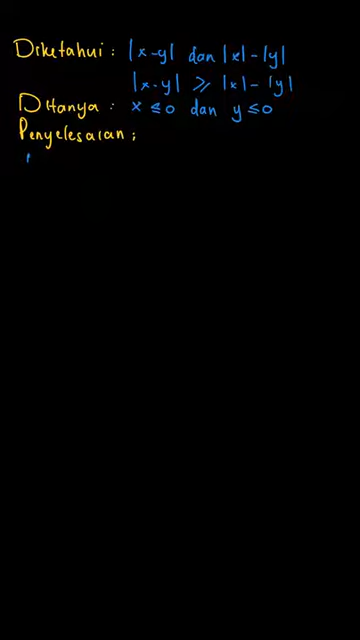 Diketahui : |x-y| dan |x| - |y|
|x-y| ≥ |x| - |y|
Ditanya : x ≤ 0 dan y ≤ 0
Penyelesaian :